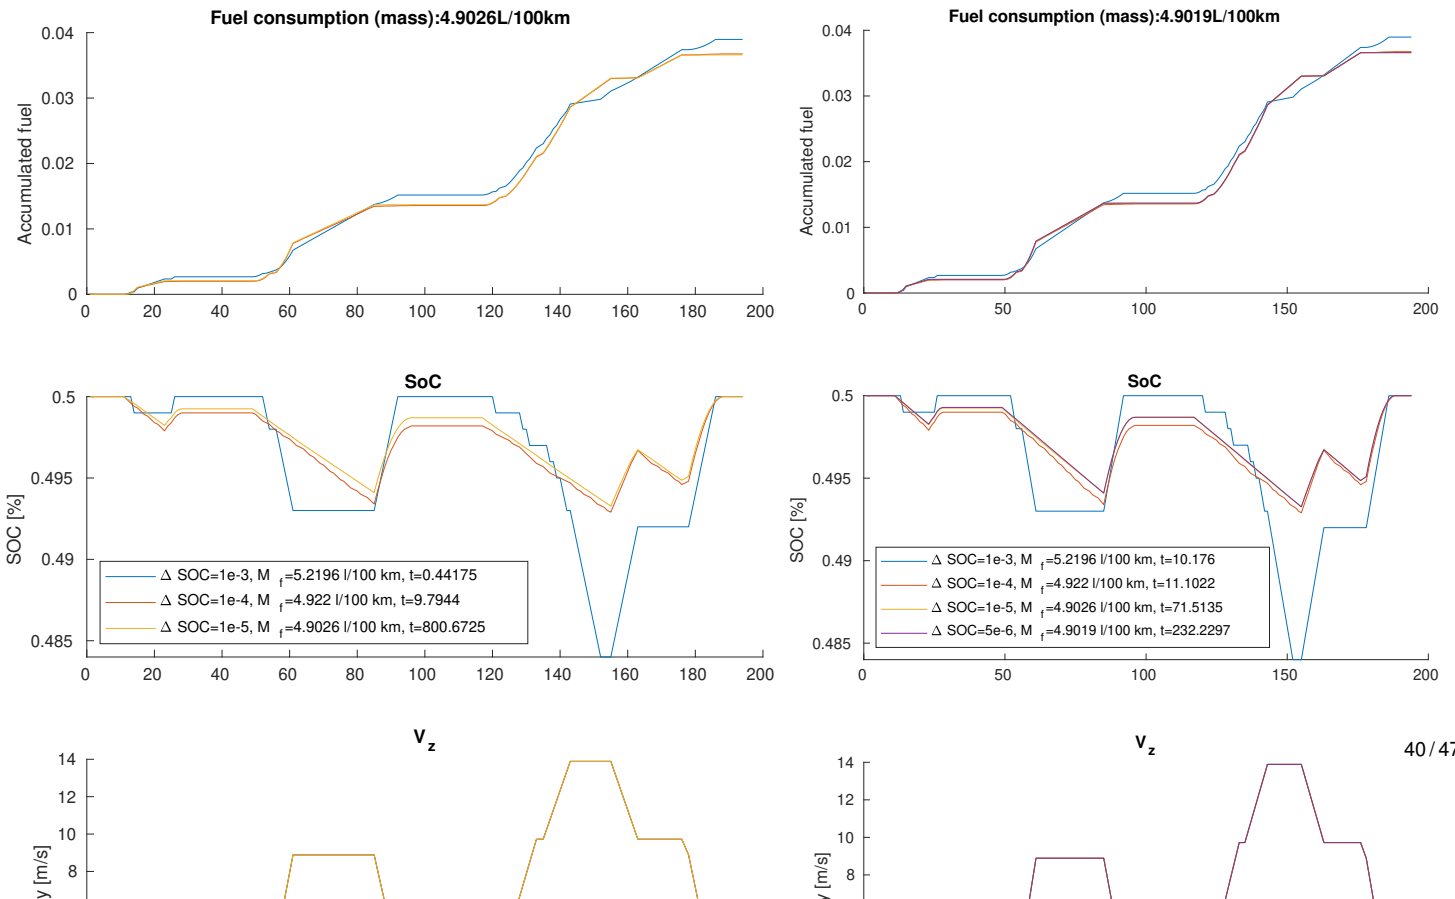 Fuel consumption (mass):4.9026L/100km
0.04
0.03
0.02
0.01
0
Accumulated fuel
0 20 40 60 80 100 120 140 160 180 200
SoC
0.5
0.495
0.49
0.485
SOC [%]
Δ SOC=1e-3, M f=5.2196 l/100 km, t=0.44175
Δ SOC=1e-4, M f=4.922 l/100 km, t=9.7944
Δ SOC=1e-5, M f=4.9026 l/100 km, t=800.6725
0 20 40 60 80 100 120 140 160 180 200
Vz
14
12
10
8
y [m/s]
Fuel consumption (mass):4.9019L/100km
0.04
0.03
0.02
0.01
0
Accumulated fuel
0 50 100 150 200
SoC
0.5
0.495
0.49
0.485
SOC [%]
Δ SOC=1e-3, M f=5.2196 l/100 km, t=10.176
Δ SOC=1e-4, M f=4.922 l/100 km, t=11.1022
Δ SOC=1e-5, M f=4.9026 l/100 km, t=71.5135
Δ SOC=5e-6, M f=4.9019 l/100 km, t=232.2297
0 50 100 150 200
Vz
14
12
10
8
y [m/s]
40 / 47